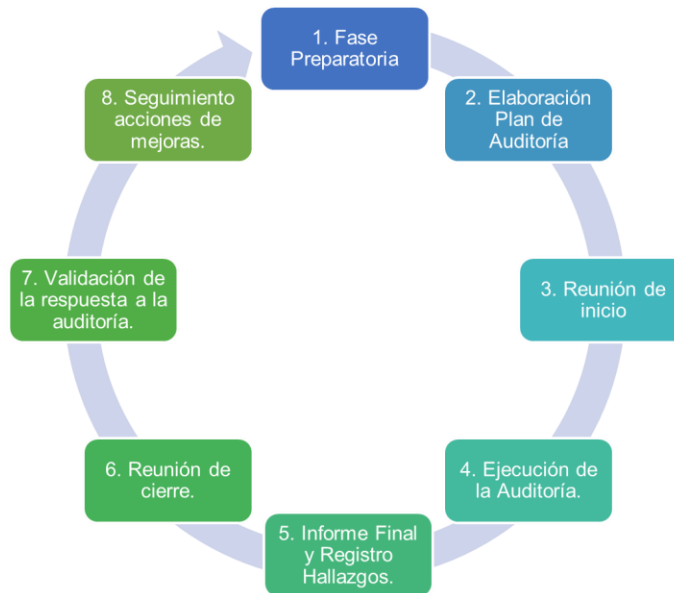 1. Fase
Preparatoria
2. Elaboración
Plan de
Auditoría
3. Reunión de
inicio
4. Ejecución de
la Auditoría.
5. Informe Final
y Registro
Hallazgos.
6. Reunión de
cierre.
7. Validación de
la respuesta a la
auditoría.
8. Seguimiento
acciones de
mejoras.